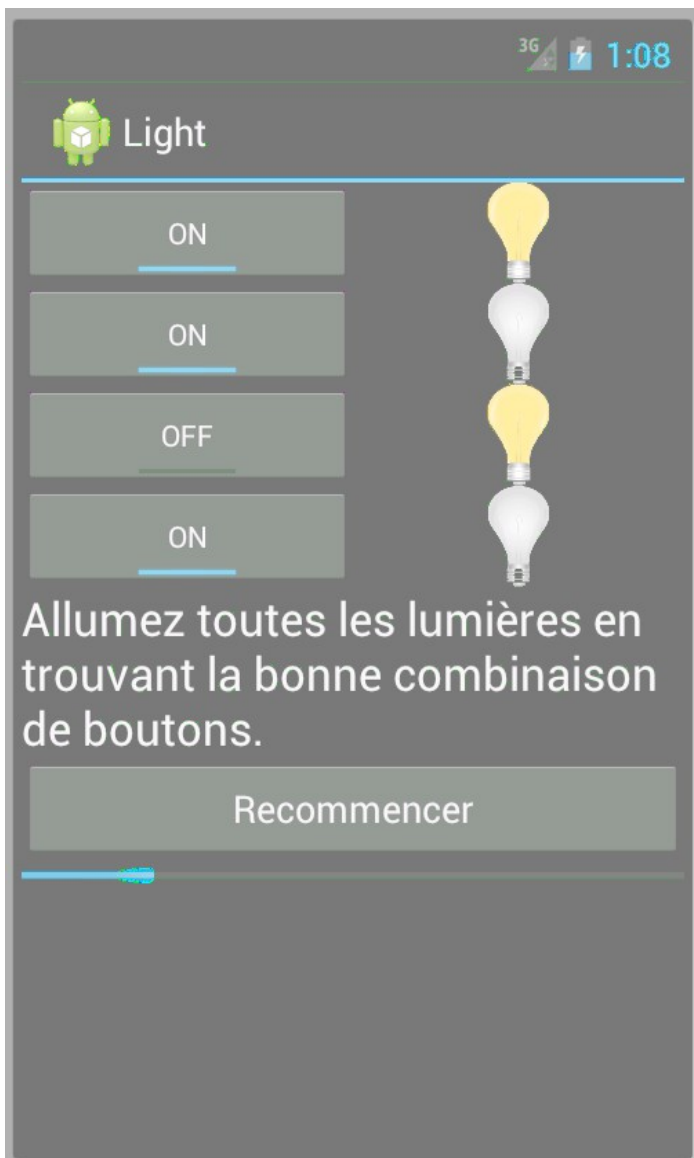 3G 1:08
Light
ON
ON
OFF
ON
Allumez toutes les lumières en
trouvant la bonne combinaison
de boutons.
Recommencer